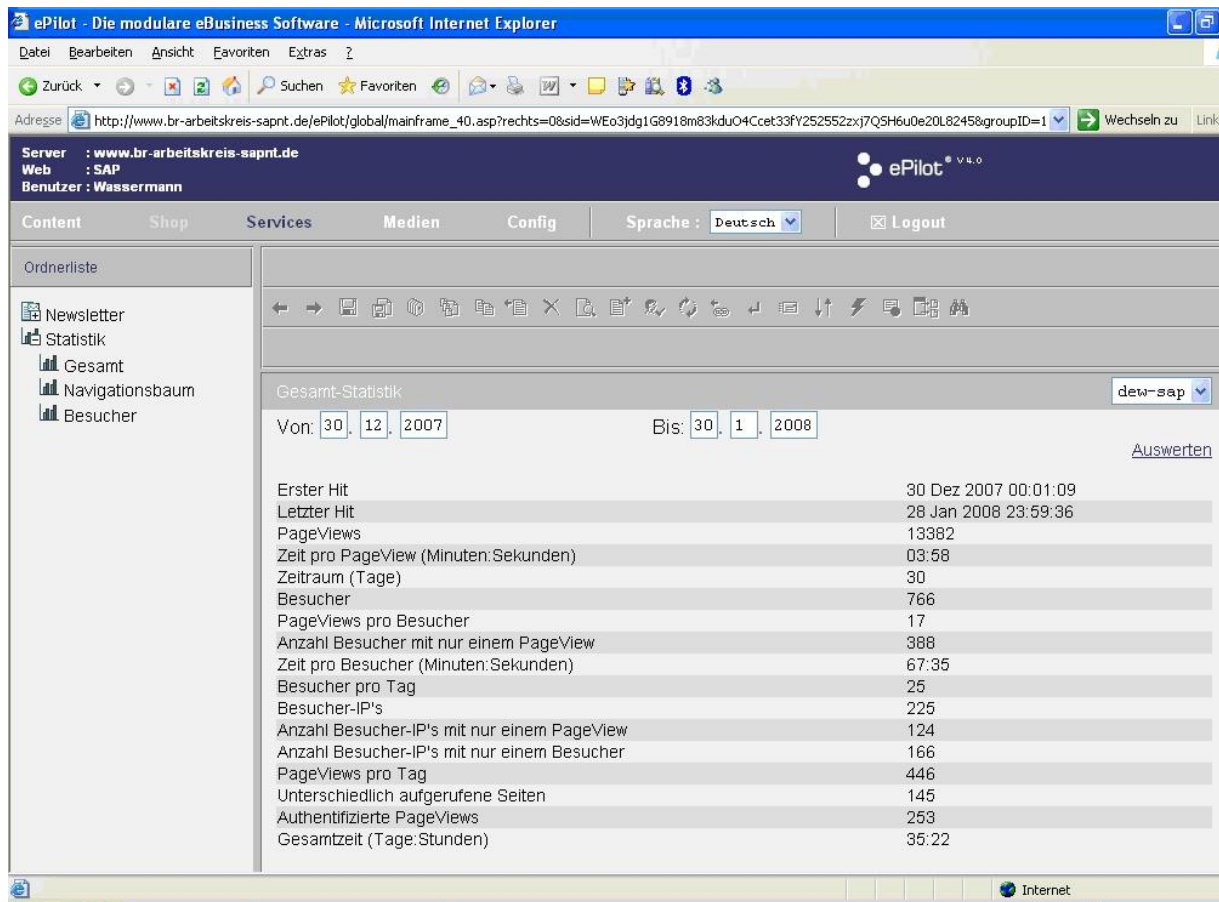 ePilot - Die modulare eBusiness Software - Microsoft Internet Explorer
Datei Bearbeiten Ansicht Favoriten Extras ?
Zurück Suchen Favoriten
Adresse http://www.br-arbeitskreis-sapnt.de/ePilot/global/mainframe_40.asp?rechts=0&sid=WEo3jdg1G8918m83kduO4Ccet33fY252552zxj7Q5H6u0e20L8245&groupID=1 Wechseln zu Link
Server : www.br-arbeitskreis-sapnt.de
Web : SAP
Benutzer : Wassermann
ePilot® V4.0
Content Shop Services Medien Config Sprache : Deutsch Logout
Ordnerliste
Newsletter
Statistik
Gesamt
Navigationsbaum
Besucher
Gesamt-Statistik dew-sap
Von: 30. 12. 2007 Bis: 30. 1. 2008
Auswerten
Erster Hit 30 Dez 2007 00:01:09
Letzter Hit 28 Jan 2008 23:59:36
PageViews 13382
Zeit pro PageView (Minuten:Sekunden) 03:58
Zeitraum (Tage) 30
Besucher 766
PageViews pro Besucher 17
Anzahl Besucher mit nur einem PageView 388
Zeit pro Besucher (Minuten:Sekunden) 67:35
Besucher pro Tag 25
Besucher-IP's 225
Anzahl Besucher-IP's mit nur einem PageView 124
Anzahl Besucher-IP's mit nur einem Besucher 166
PageViews pro Tag 446
Unterschiedlich aufgerufene Seiten 145
Authentifizierte PageViews 253
Gesamtzeit (Tage:Stunden) 35:22
Internet